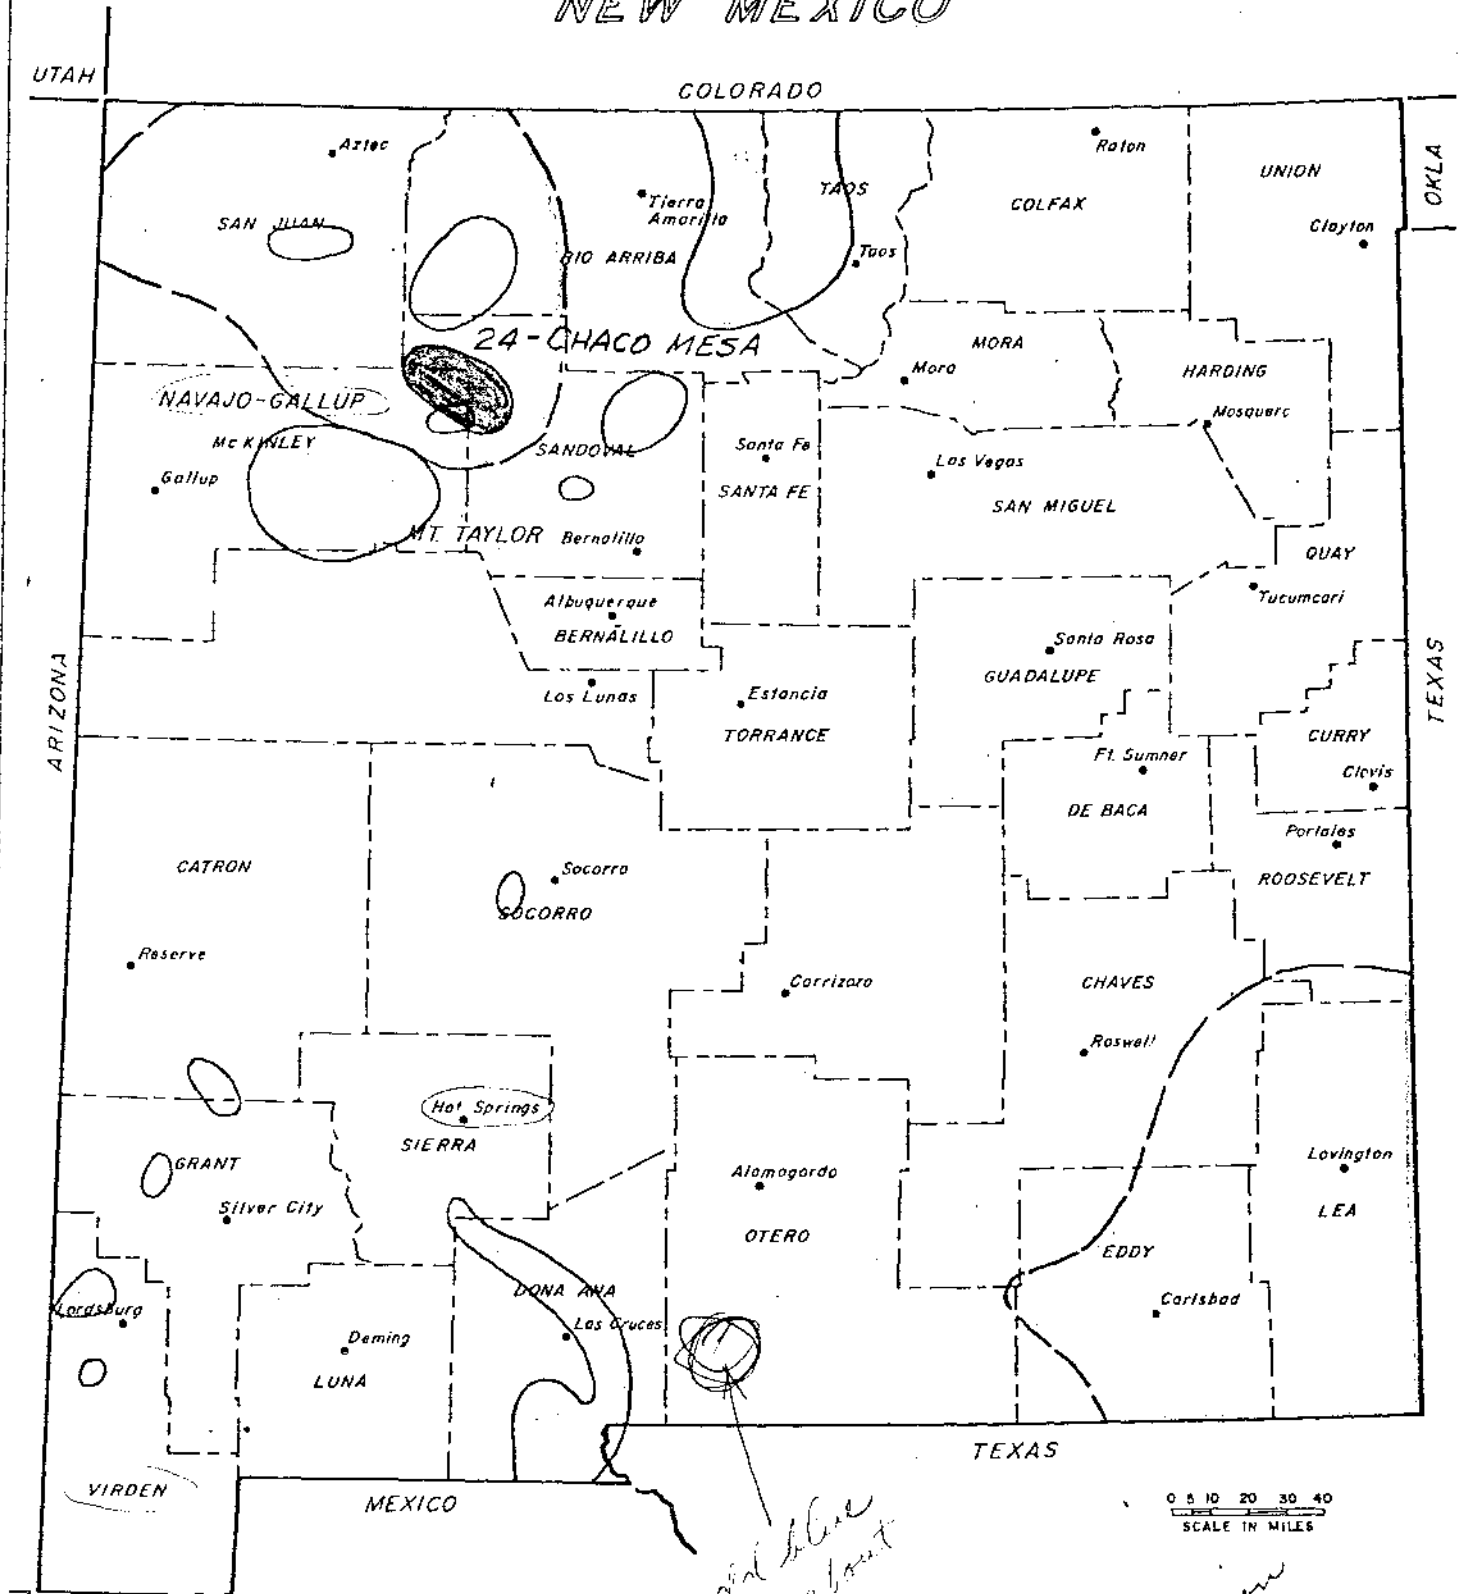 NEW MEXICO
UTAH
COLORADO
OKLA
Aztec
Raton
UNION
TAOS
Tierra
Amarilla
COLFAX
SAN JUAN
Clayton
RIO ARRIBA
Taos
24-CHACO MESA
MORA
Mora
HARDING
NAVAJO-GALLUP
Mosquero
McKINLEY
SANDOVAL
Santa Fe
Las Vegas
Gallup
SANTA FE
SAN MIGUEL
MT. TAYLOR
Bernalillo
QUAY
Tucumcari
Albuquerque
BERNALILLO
Santa Rosa
GUADALUPE
ARIZONA
TEXAS
Los Lunas
Estancia
TORRANCE
CURRY
Ft. Sumner
Clovis
DE BACA
Portales
CATRON
Socorro
ROOSEVELT
SOCORRO
Reserve
Carrizozo
CHAVES
Roswell
Hot Springs
SIERRA
Lovington
GRANT
Alamogordo
Silver City
LEA
OTERO
EDDY
DONA ANA
Lordsburg
Las Cruces
Carlsbad
Deming
LUNA
TEXAS
VIRDEN
MEXICO
0 5 10 20 30 40
SCALE IN MILES